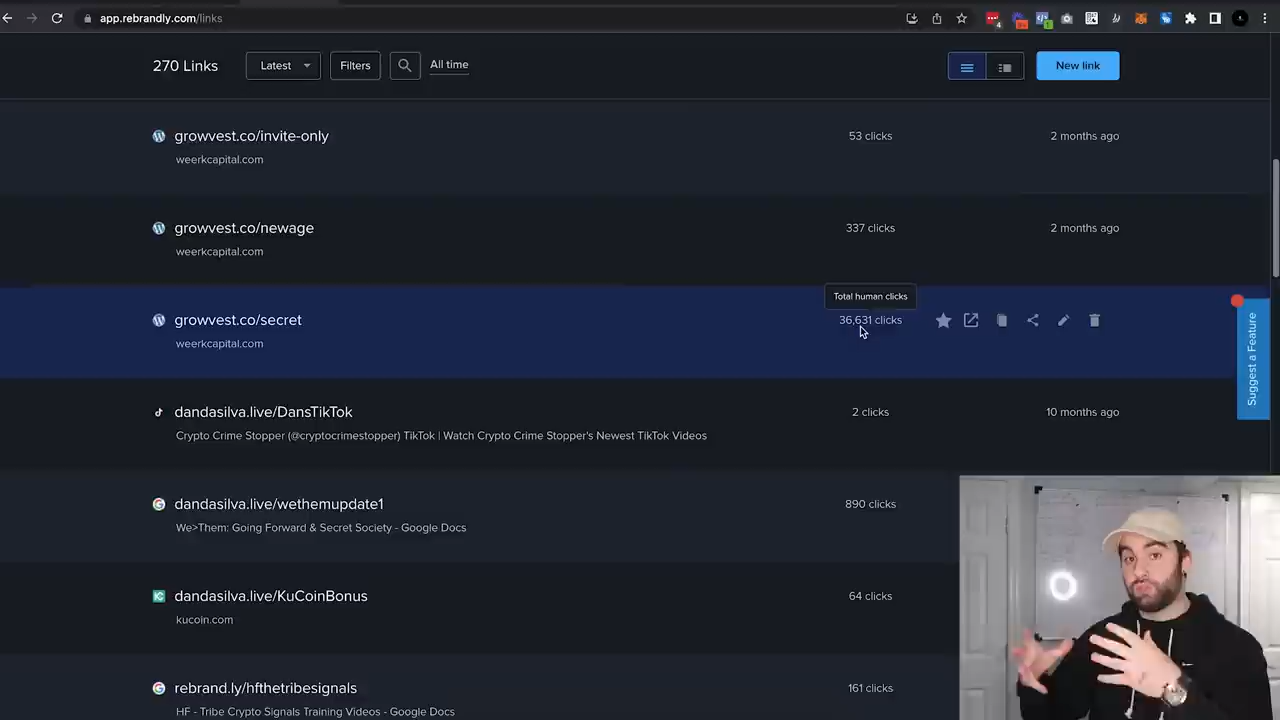 app.rebrandly.com/links
4
270 Links
Latest
Filters
All time
New link
growvest.co/invite-only
53 clicks
2 months ago
weerkcapital.com
growvest.co/newage
337 clicks
2 months ago
weerkcapital.com
Total human clicks
growvest.co/secret
36,631 clicks
weerkcapital.com
Suggest a Feature
dandasilva.live/DansTikTok
2 clicks
10 months ago
Crypto Crime Stopper (@cryptocrimestopper) TikTok | Watch Crypto Crime Stopper's Newest TikTok Videos
dandasilva.live/wethemupdate1
890 clicks
We>Them: Going Forward & Secret Society - Google Docs
dandasilva.live/KuCoinBonus
64 clicks
kucoin.com
rebrand.ly/hfthetribesignals
161 clicks
HF - Tribe Crypto Signals Training Videos - Google Docs